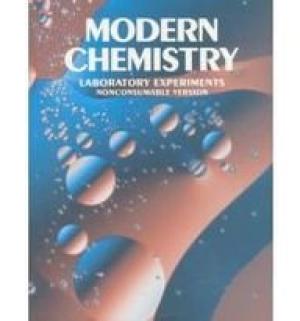 MODERN
CHEMISTRY
LABORATORY EXPERIMENTS
NONCONSUMABLE VERSION